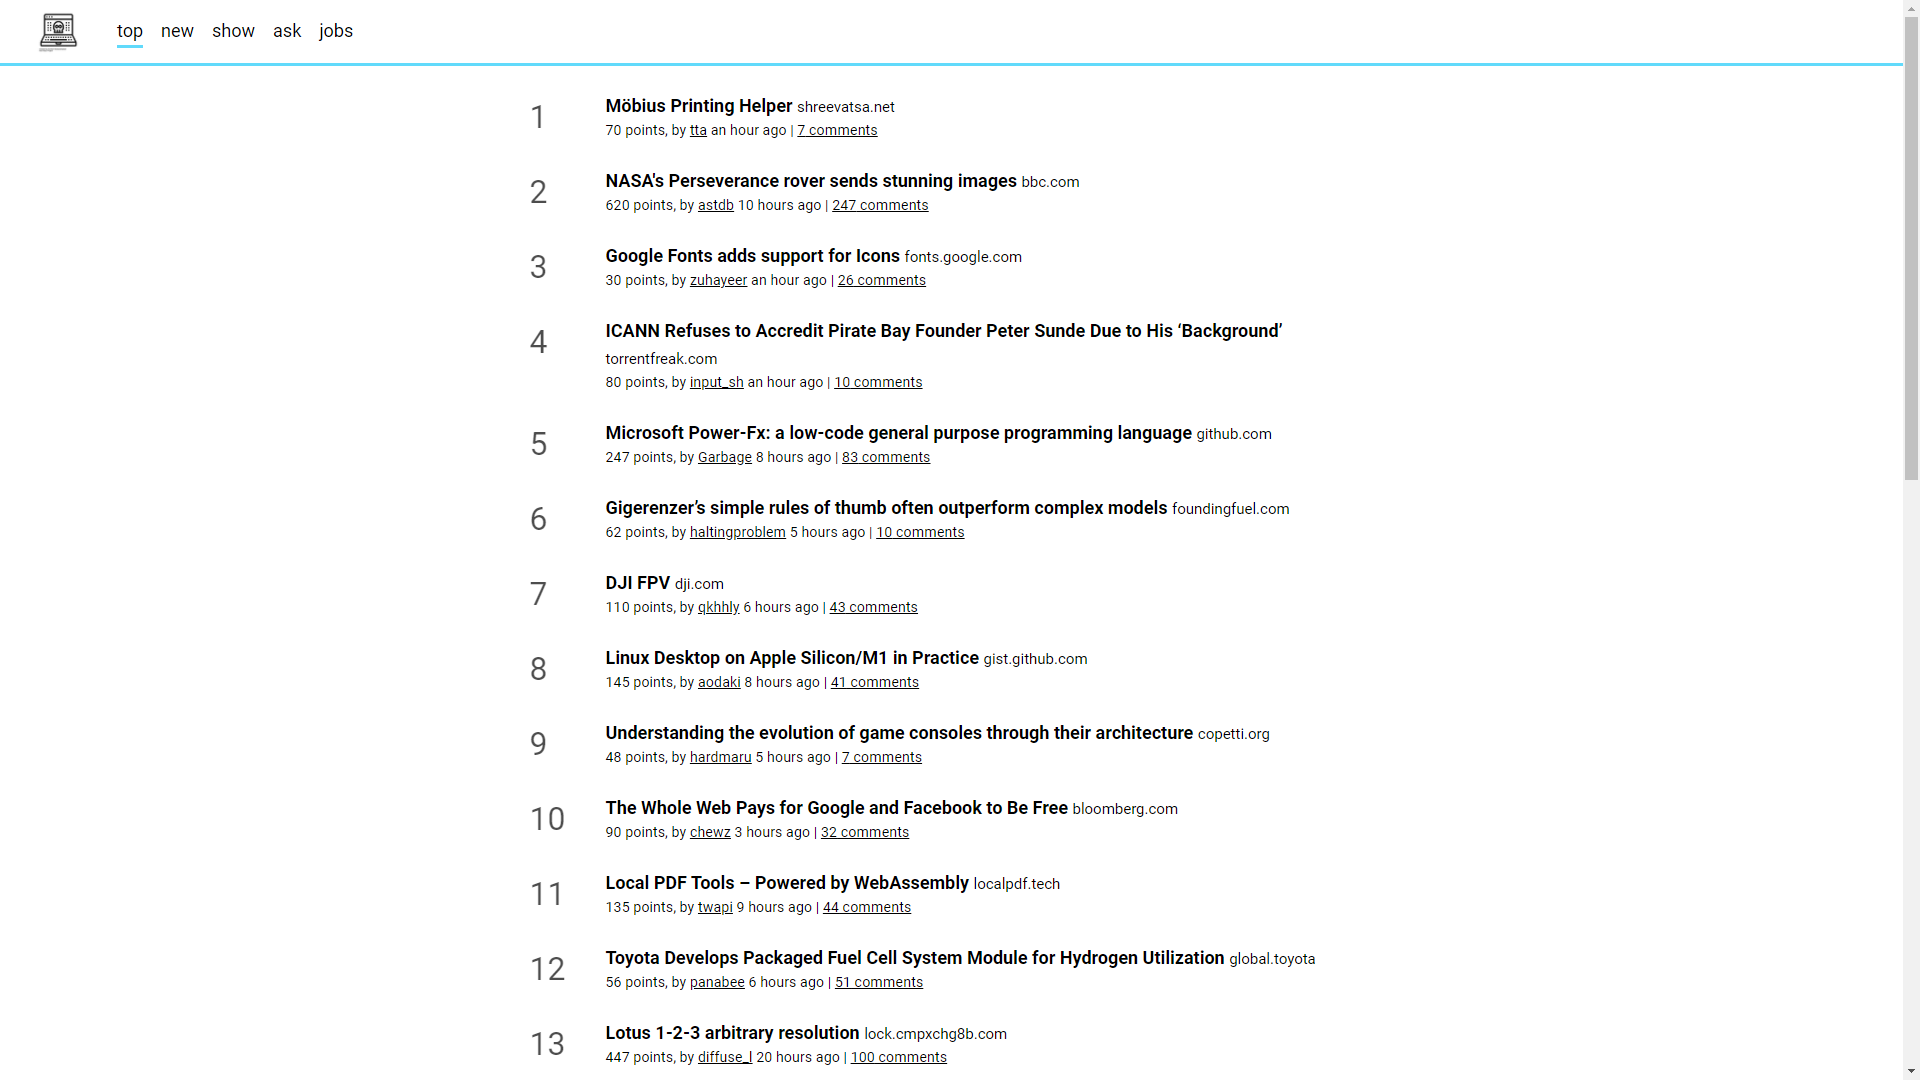 top new show ask jobs
1
Möbius Printing Helper shreevatsa.net
70 points, by tta an hour ago | 7 comments
2
NASA's Perseverance rover sends stunning images bbc.com
620 points, by astdb 10 hours ago | 247 comments
3
Google Fonts adds support for Icons fonts.google.com
30 points, by zuhayeer an hour ago | 26 comments
4
ICANN Refuses to Accredit Pirate Bay Founder Peter Sunde Due to His ‘Background’
torrentfreak.com
80 points, by input_sh an hour ago | 10 comments
5
Microsoft Power-Fx: a low-code general purpose programming language github.com
247 points, by Garbage 8 hours ago | 83 comments
6
Gigerenzer’s simple rules of thumb often outperform complex models foundingfuel.com
62 points, by haltingproblem 5 hours ago | 10 comments
7
DJI FPV dji.com
110 points, by qkhhly 6 hours ago | 43 comments
8
Linux Desktop on Apple Silicon/M1 in Practice gist.github.com
145 points, by aodaki 8 hours ago | 41 comments
9
Understanding the evolution of game consoles through their architecture copetti.org
48 points, by hardmaru 5 hours ago | 7 comments
10
The Whole Web Pays for Google and Facebook to Be Free bloomberg.com
90 points, by chewz 3 hours ago | 32 comments
11
Local PDF Tools – Powered by WebAssembly localpdf.tech
135 points, by twapi 9 hours ago | 44 comments
12
Toyota Develops Packaged Fuel Cell System Module for Hydrogen Utilization global.toyota
56 points, by panabee 6 hours ago | 51 comments
13
Lotus 1-2-3 arbitrary resolution lock.cmpxchg8b.com
447 points, by diffuse_l 20 hours ago | 100 comments